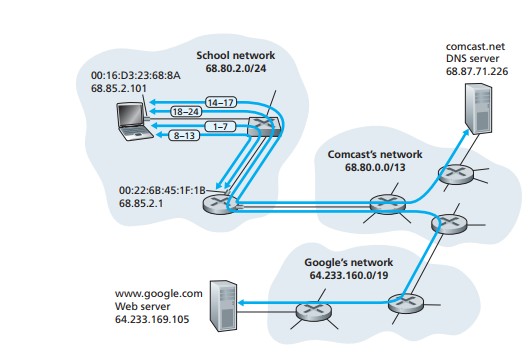 School network
68.80.2.0/24
comcast.net
DNS server
68.87.71.226
00:16:D3:23:68:8A
68.85.2.101
14–17
18–24
1–7
8–13
Comcast's network
68.80.0.0/13
00:22:6B:45:1F:1B
68.85.2.1
Google's network
64.233.160.0/19
www.google.com
Web server
64.233.169.105